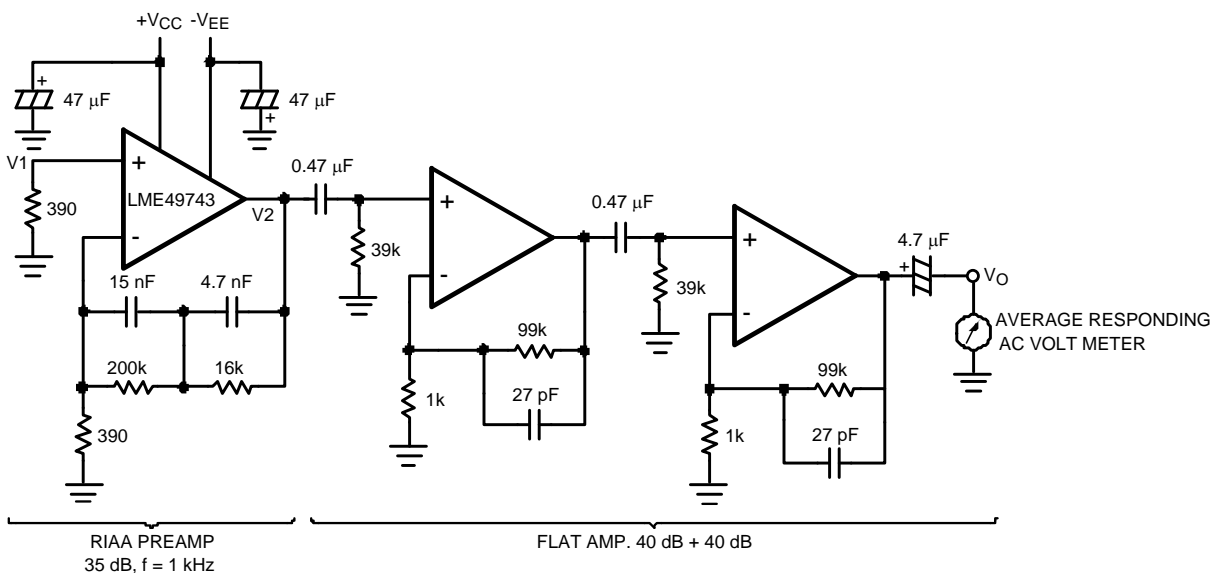 +VCC -VEE
+
47 µF
47 µF
+
V1
+
LME49743
-
390
V2
0.47 µF
+
-
39k
0.47 µF
+
-
39k
4.7 µF
+
VO
AVERAGE RESPONDING
AC VOLT METER
15 nF
4.7 nF
200k
16k
390
99k
27 pF
1k
99k
27 pF
1k
RIAA PREAMP
35 dB, f = 1 kHz
FLAT AMP. 40 dB + 40 dB